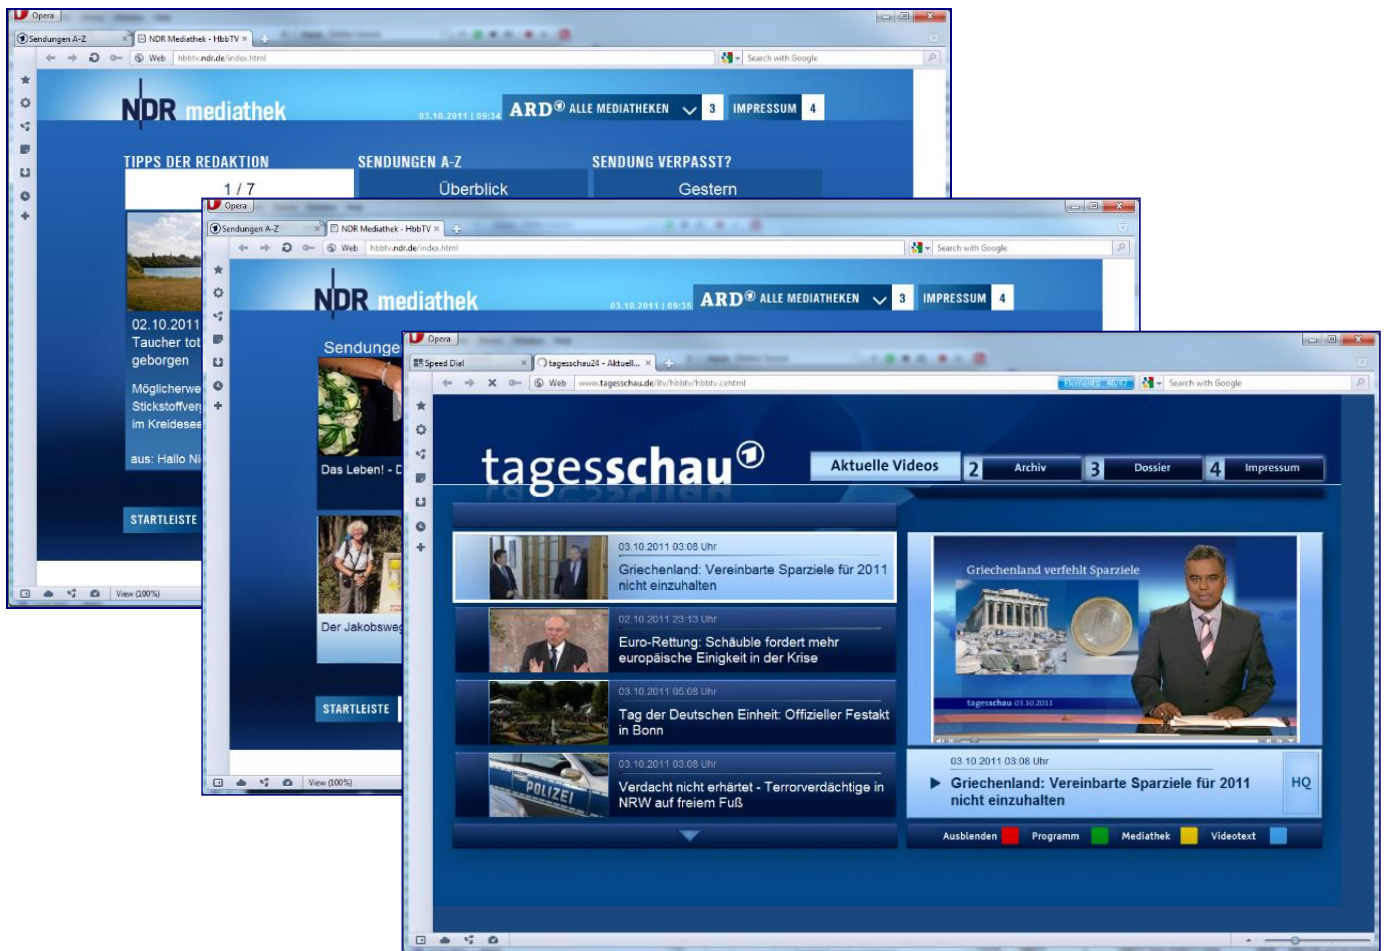 Opera
Sendungen A-Z
NDR Mediathek - HbbTV
Web
hbbtv.ndr.de/index.html
Search with Google
NDR mediathek
03.10.2011 | 09:34
ARD ALLE MEDIATHEKEN 3 IMPRESSUM 4
TIPPS DER REDAKTION
SENDUNGEN A-Z
SENDUNG VERPASST?
1 / 7
Überblick
Gestern
02.10.2011
Taucher tot
geborgen
Möglicherwe
Stickstoffverg
im Kreidesee
aus: Hallo Ni
STARTLEISTE
View (100%)
Opera
Sendungen A-Z
NDR Mediathek - HbbTV
Web
hbbtv.ndr.de/index.html
Search with Google
NDR mediathek
03.10.2011 | 09:35
ARD ALLE MEDIATHEKEN 3 IMPRESSUM 4
Sendunge
Das Leben! - D
Der Jakobsweg
STARTLEISTE
View (100%)
Opera
Speed Dial
tagesschau24 - Aktuell...
Web
www.tagesschau.de/itv/hbbtv/hbbtv.cehtml
Elements: 46/47
Search with Google
tagesschau
Aktuelle Videos
2 Archiv
3 Dossier
4 Impressum
03.10.2011 03:08 Uhr
Griechenland: Vereinbarte Sparziele für 2011
nicht einzuhalten
02.10.2011 23:13 Uhr
Euro-Rettung: Schäuble fordert mehr
europäische Einigkeit in der Krise
03.10.2011 05:08 Uhr
Tag der Deutschen Einheit: Offizieller Festakt
in Bonn
03.10.2011 03:08 Uhr
Verdacht nicht erhärtet - Terrorverdächtige in
NRW auf freiem Fuß
POLIZEI
Griechenland verfehlt Sparziele
1
tagesschau 03.10.2011
03.10.2011 03:08 Uhr
Griechenland: Vereinbarte Sparziele für 2011
nicht einzuhalten
HQ
Ausblenden
Programm
Mediathek
Videotext